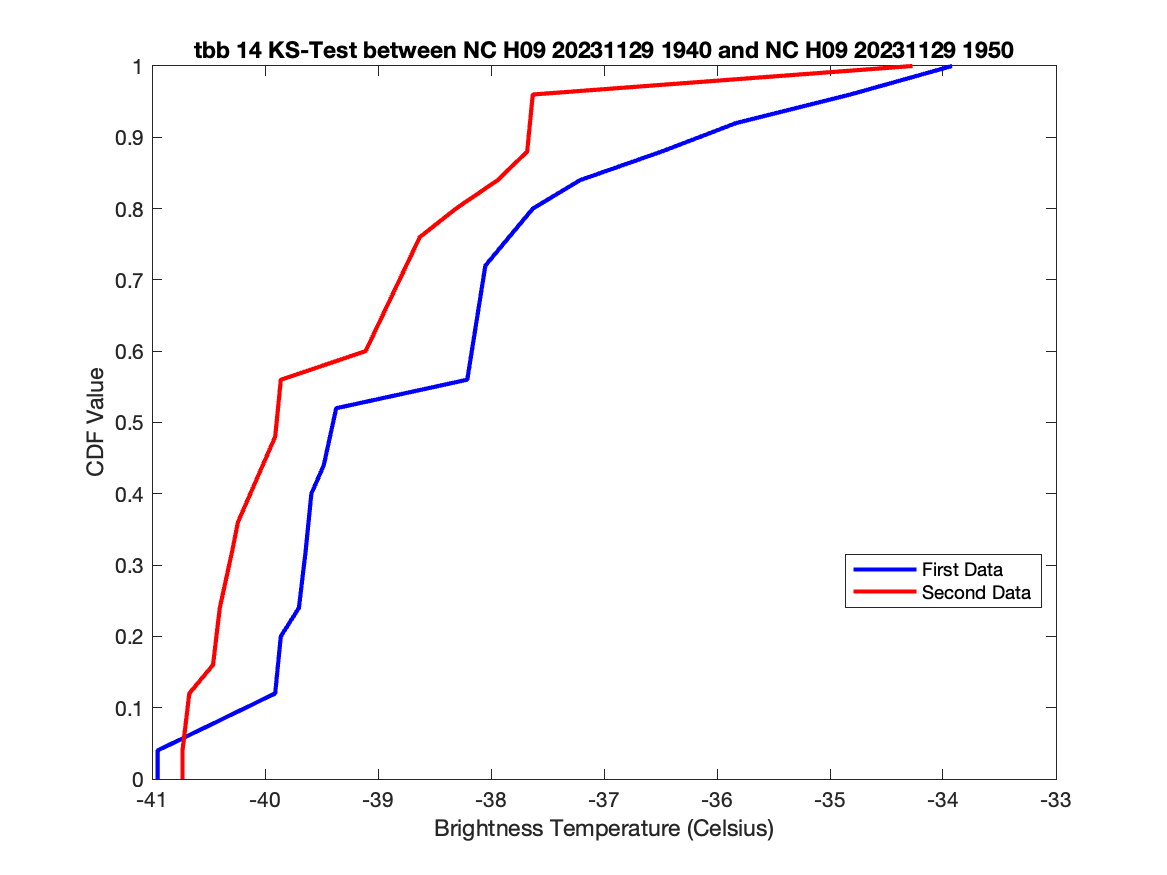 tbb 14 KS-Test between NC H09 20231129 1940 and NC H09 20231129 1950
1
0.9
0.8
0.7
0.6
0.5
0.4
0.3
0.2
0.1
0
CDF Value
First Data
Second Data
-41 -40 -39 -38 -37 -36 -35 -34 -33
Brightness Temperature (Celsius)